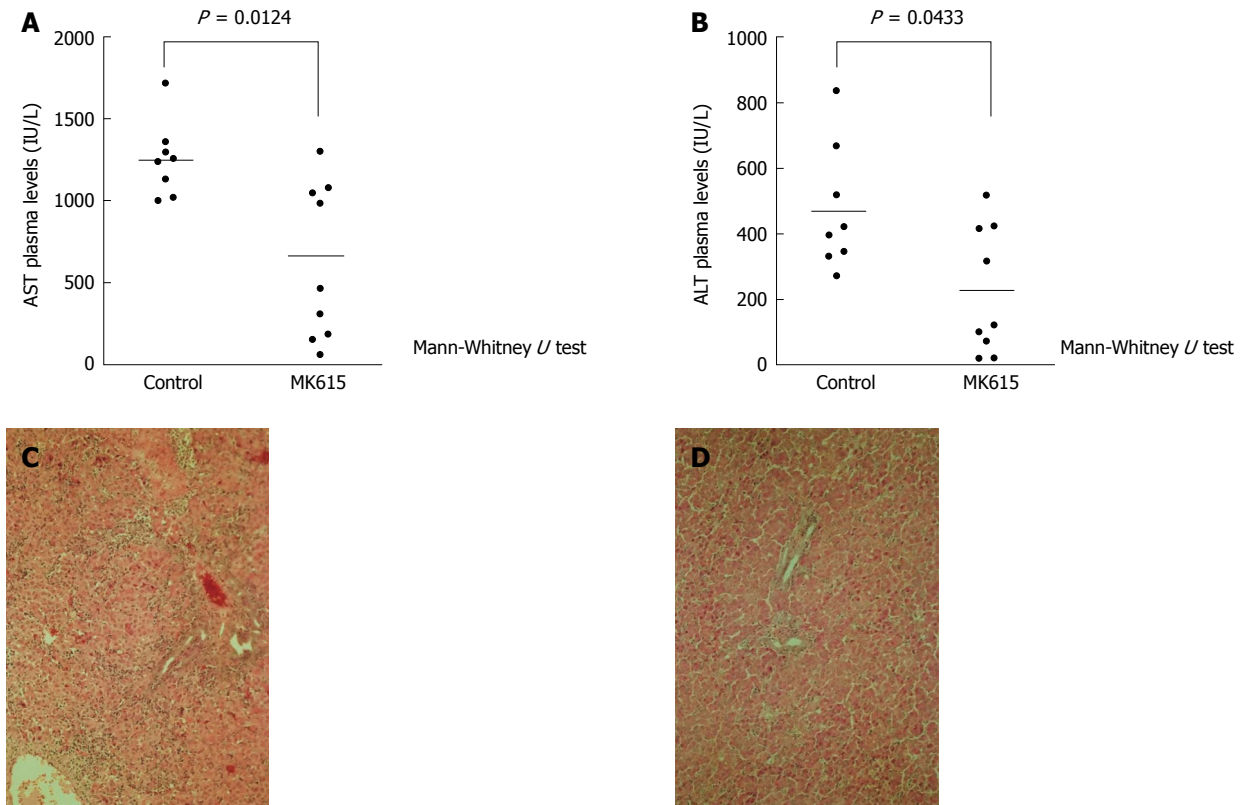 A
P = 0.0124
2000
1500
1000
500
0
AST plasma levels (IU/L)
Control
MK615
Mann-Whitney U test
B
P = 0.0433
1000
800
600
400
200
0
ALT plasma levels (IU/L)
Control
MK615
Mann-Whitney U test
C
D